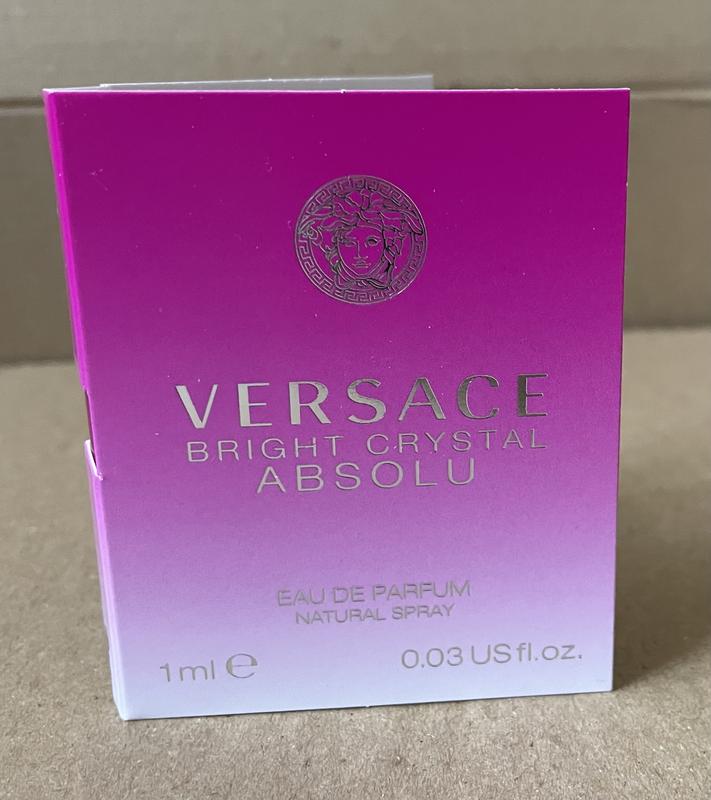 VERSACE
BRIGHT CRYSTAL
ABSOLU
EAU DE PARFUM
NATURAL SPRAY
1ml ℮ 0.03 US fl.oz.